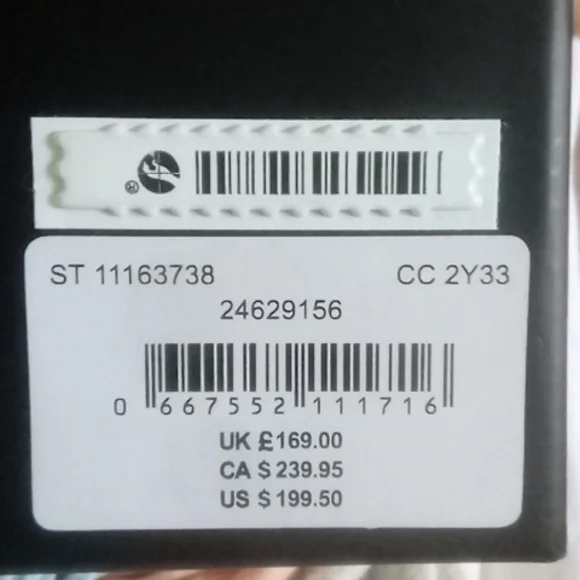 ®
ST 11163738 CC 2Y33
24629156
0 667552 111716
UK £169.00
CA $239.95
US $199.50